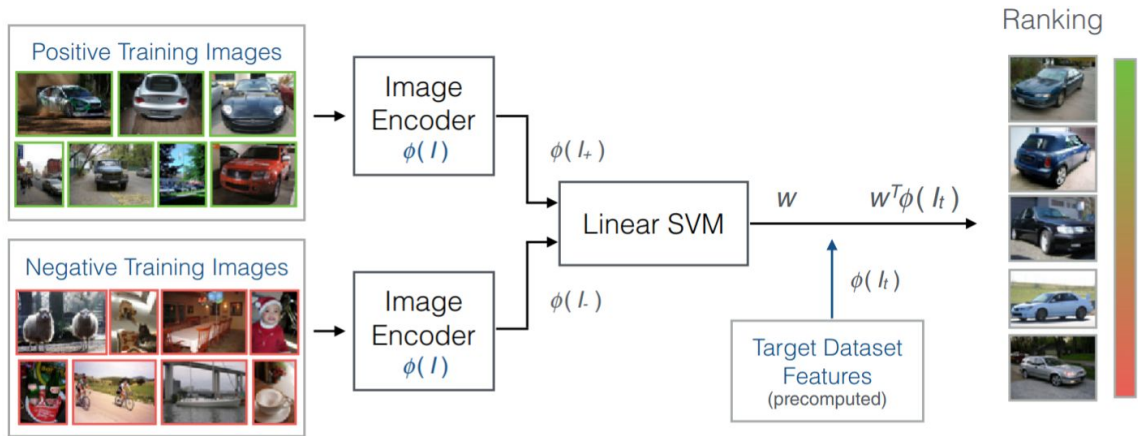 Positive Training Images
Image
Encoder
ϕ( I )
ϕ( I₊ )
Negative Training Images
Image
Encoder
ϕ( I )
ϕ( I₋ )
Linear SVM
w
wᵀϕ( Iₜ )
ϕ( Iₜ )
Target Dataset
Features
(precomputed)
Ranking